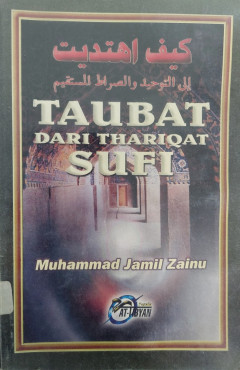 كيف اهتديت
إلى التوحيد والصراط المستقيم
TAUBAT
DARI THARIQAT
SUFI
Muhammad Jamil Zainu
AT-TIBYAN